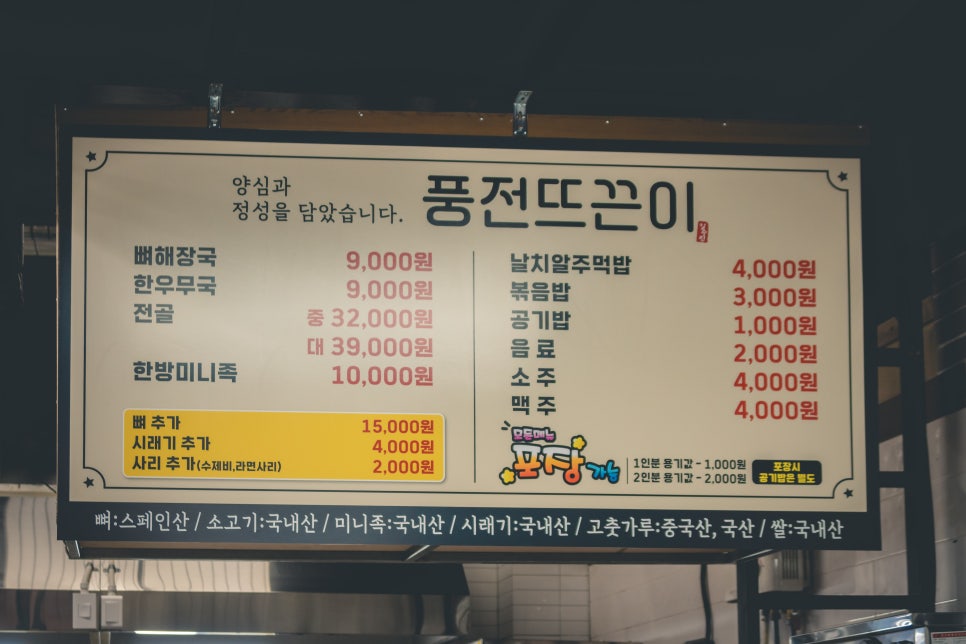 양심과
정성을 담았습니다.
풍전뜨끈이
뼈해장국 9,000원
한우무국 9,000원
전골 중 32,000원
대 39,000원
한방미니족 10,000원
뼈 추가 15,000원
시래기 추가 4,000원
사리 추가(수제비,라면사리) 2,000원
날치알주먹밥 4,000원
볶음밥 3,000원
공기밥 1,000원
음 료 2,000원
소 주 4,000원
맥 주 4,000원
모든메뉴
포장 가능
1인분 용기값 - 1,000원
2인분 용기값 - 2,000원
포장시
공기밥은 별도
뼈:스페인산 / 소고기:국내산 / 미니족:국내산 / 시래기:국내산 / 고춧가루:중국산, 국산 / 쌀:국내산